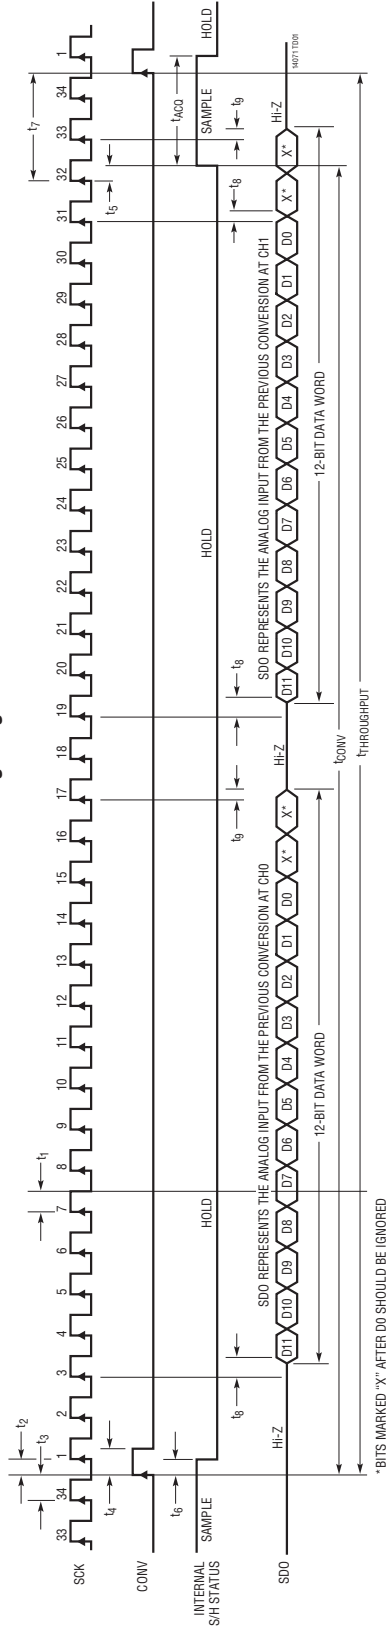 t2
t3
t1
t7
33
34
1
2
3
4
5
6
7
8
9
10
11
12
13
14
15
16
17
18
19
20
21
22
23
24
25
26
27
28
29
30
31
32
33
34
1
SCK
t4
t5
CONV
t6
tACQ
INTERNAL
S/H STATUS
SAMPLE
HOLD
HOLD
SAMPLE
HOLD
t8
t9
t8
t8
t9
SDO REPRESENTS THE ANALOG INPUT FROM THE PREVIOUS CONVERSION AT CH0
SDO REPRESENTS THE ANALOG INPUT FROM THE PREVIOUS CONVERSION AT CH1
SDO
Hi-Z
D11
D10
D9
D8
D7
D6
D5
D4
D3
D2
D1
D0
X*
X*
Hi-Z
D11
D10
D9
D8
D7
D6
D5
D4
D3
D2
D1
D0
X*
X*
Hi-Z
14071 TD01
12-BIT DATA WORD
12-BIT DATA WORD
tCONV
tTHROUGHPUT
*BITS MARKED "X" AFTER D0 SHOULD BE IGNORED